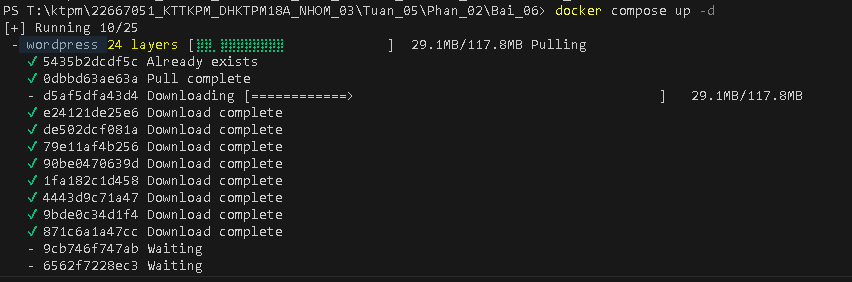 PS T:\ktpm\22667051_KTTKPM_DHKTPM18A_NHOM_03\Tuan_05\Phan_02\Bai_06> docker compose up -d
[+] Running 10/25
- wordpress 24 layers [⣿⣿⠀⣿⣿⣿⣿⣿⣿⣿⣿] 29.1MB/117.8MB Pulling
✓ 5435b2dcdf5c Already exists
✓ 0dbbd63ae63a Pull complete
- d5af5dfa43d4 Downloading [============> ] 29.1MB/117.8MB
✓ e24121de25e6 Download complete
✓ de502dcf081a Download complete
✓ 79e11af4b256 Download complete
✓ 90be0470639d Download complete
✓ 1fa182c1d458 Download complete
✓ 4443d9c71a47 Download complete
✓ 9bde0c34d1f4 Download complete
✓ 871c6a1a47cc Download complete
- 9cb746f747ab Waiting
- 6562f7228ec3 Waiting